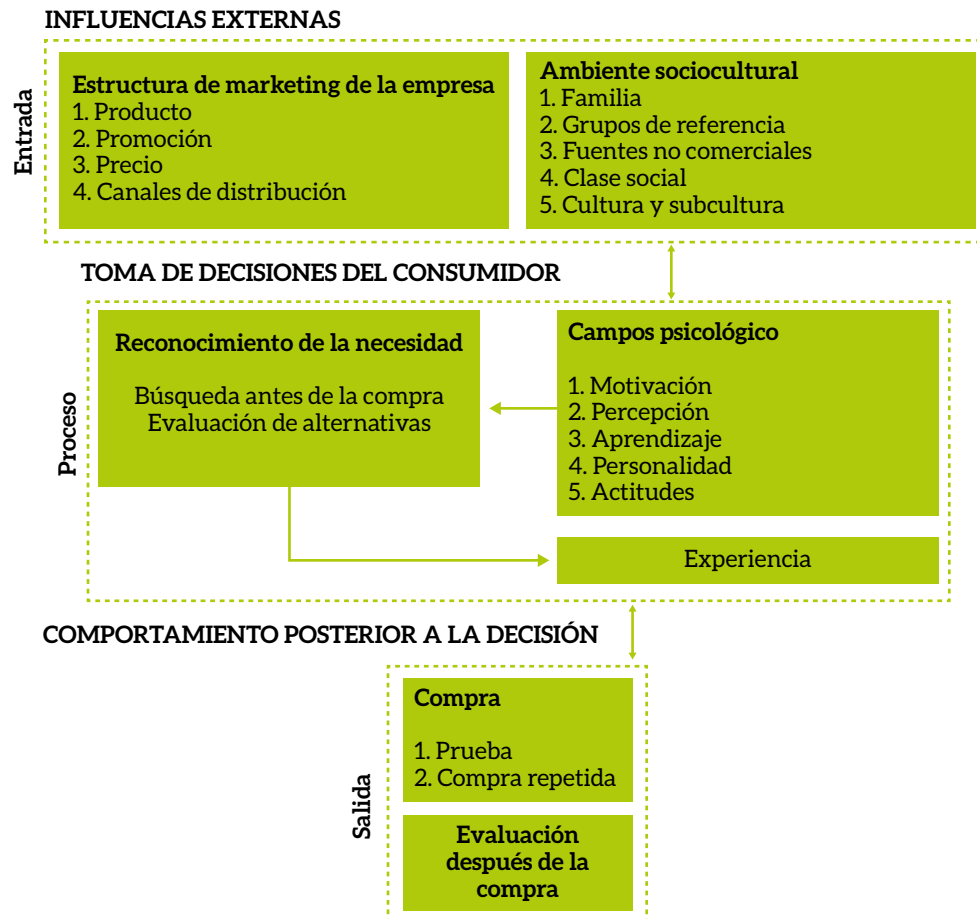 INFLUENCIAS EXTERNAS
Entrada
Estructura de marketing de la empresa
1. Producto
2. Promoción
3. Precio
4. Canales de distribución
Ambiente sociocultural
1. Familia
2. Grupos de referencia
3. Fuentes no comerciales
4. Clase social
5. Cultura y subcultura
TOMA DE DECISIONES DEL CONSUMIDOR
Proceso
Reconocimiento de la necesidad
Búsqueda antes de la compra
Evaluación de alternativas
Campos psicológico
1. Motivación
2. Percepción
3. Aprendizaje
4. Personalidad
5. Actitudes
Experiencia
COMPORTAMIENTO POSTERIOR A LA DECISIÓN
Salida
Compra
1. Prueba
2. Compra repetida
Evaluación
después de la
compra